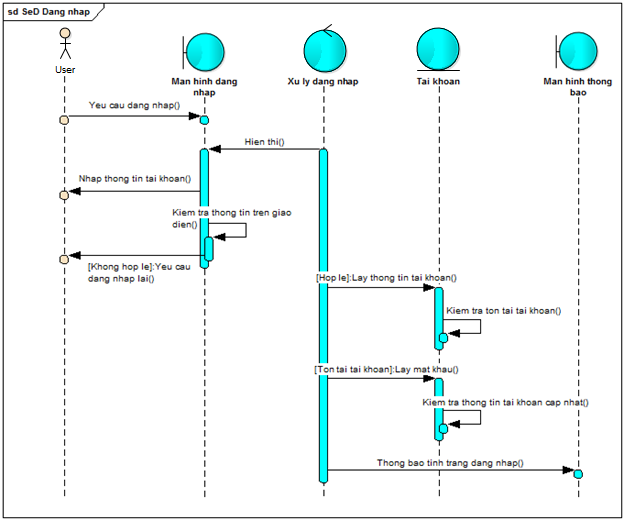 sd SeD Dang nhap
User
Man hinh dang
nhap
Xu ly dang nhap
Tai khoan
Man hinh thong
bao
Yeu cau dang nhap()
Hien thi()
Nhap thong tin tai khoan()
Kiem tra thong tin tren giao
dien()
[Khong hop le]:Yeu cau
dang nhap lai()
[Hop le]:Lay thong tin tai khoan()
Kiem tra ton tai tai khoan()
[Ton tai tai khoan]:Lay mat khau()
Kiem tra thong tin tai khoan cap nhat()
Thong bao tinh trang dang nhap()